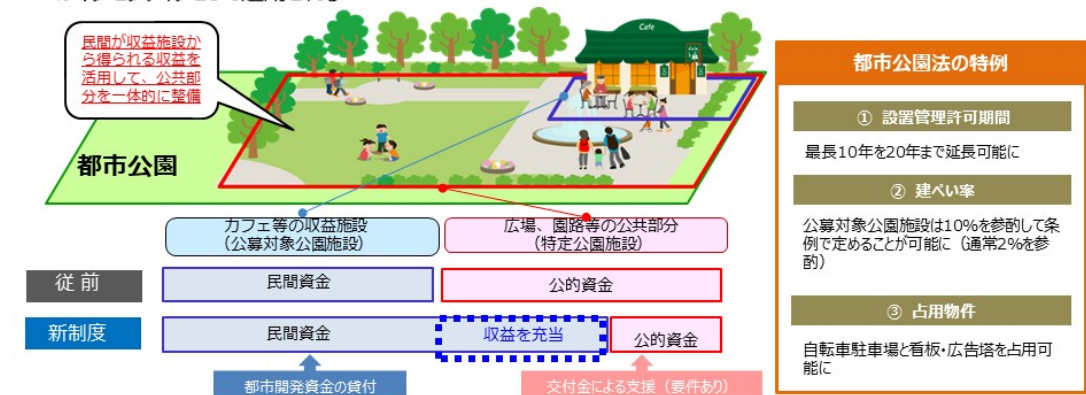 民間が収益施設か
ら得られる収益を
活用して、公共部
分を一体的に整備
Cafe
都市公園
カフェ等の収益施設
（公募対象公園施設）
広場、園路等の公共部分
（特定公園施設）
従 前
民間資金
公的資金
新制度
民間資金
収益を充当
公的資金
都市開発資金の貸付
交付金による支援（要件あり）
都市公園法の特例
① 設置管理許可期間
最長10年を20年まで延長可能に
② 建ぺい率
公募対象公園施設は10%を参酌して条
例で定めることが可能に（通常2%を参
酌）
③ 占用物件
自転車駐車場と看板・広告塔を占用可
能に